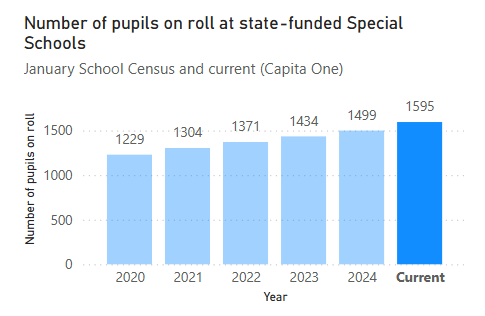 Number of pupils on roll at state-funded Special
Schools
January School Census and current (Capita One)
Number of pupils on roll
1500
1000
500
0
1229
1304
1371
1434
1499
1595
2020
2021
2022
2023
2024
Current
Year